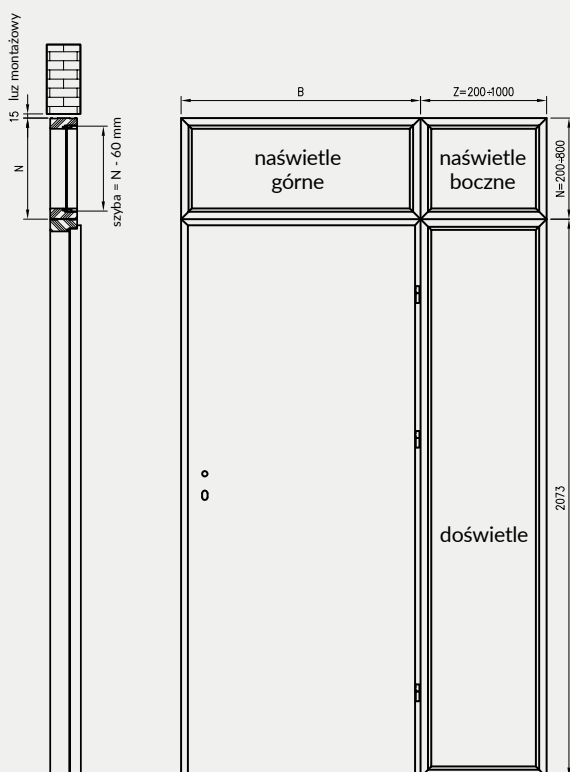 15 luz montażowy
N
szyba = N - 60 mm
B
Z=200÷1000
naświetle
górne
naświetle
boczne
N=200÷800
2073
doświetle